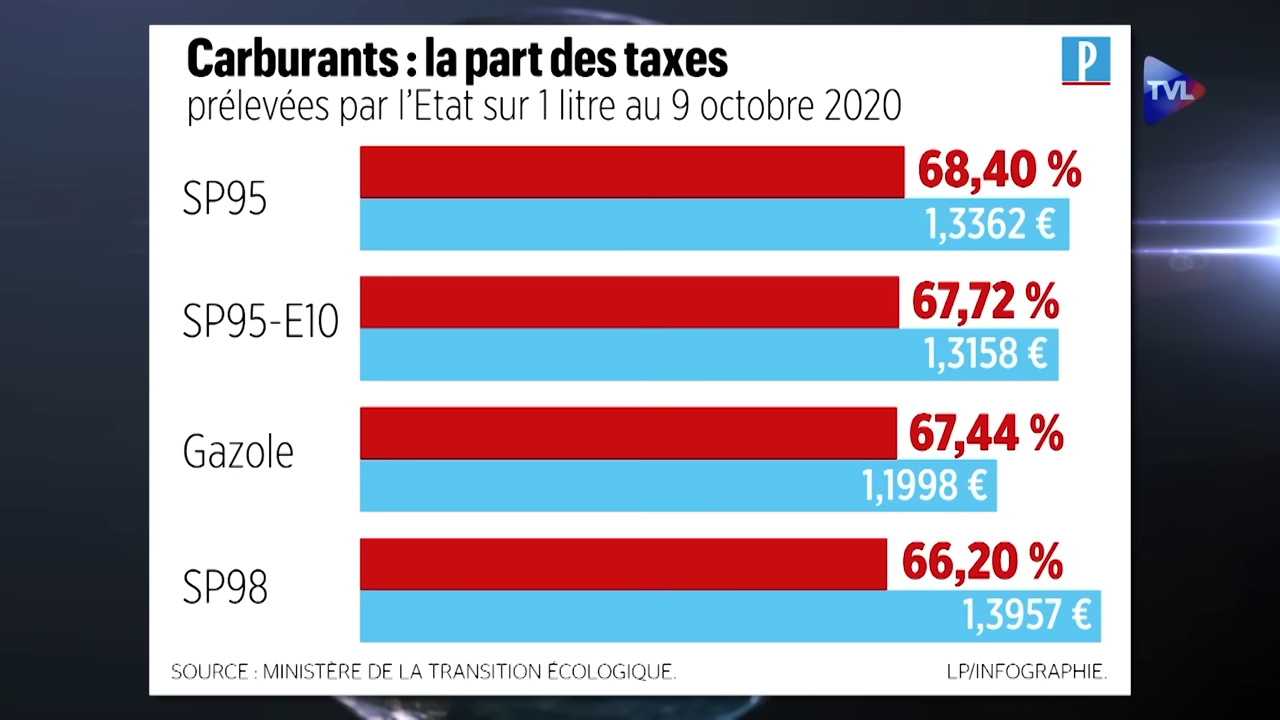 Carburants : la part des taxes
prélevées par l'Etat sur 1 litre au 9 octobre 2020
P
TVL
SP95
68,40 %
1,3362 €
SP95-E10
67,72 %
1,3158 €
Gazole
67,44 %
1,1998 €
SP98
66,20 %
1,3957 €
SOURCE : MINISTÈRE DE LA TRANSITION ÉCOLOGIQUE.
LP/INFOGRAPHIE.